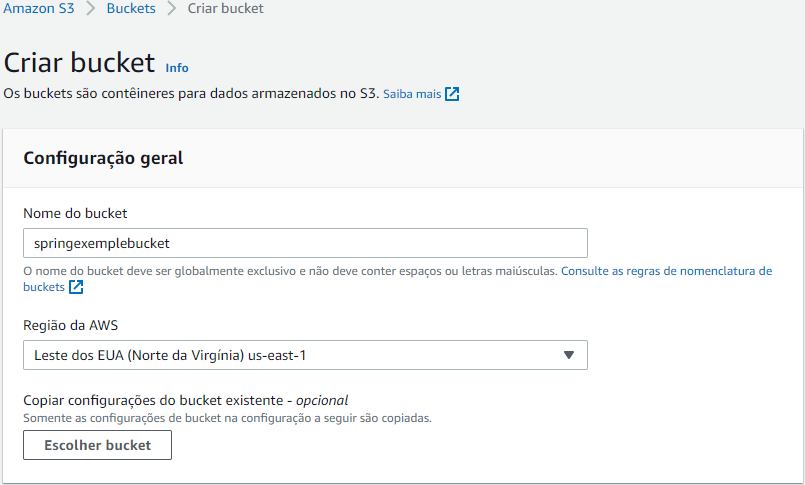 Amazon S3 > Buckets > Criar bucket
Criar bucket Info
Os buckets são contêineres para dados armazenados no S3. Saiba mais
Configuração geral
Nome do bucket
springexemplebucket
O nome do bucket deve ser globalmente exclusivo e não deve conter espaços ou letras maiúsculas. Consulte as regras de nomenclatura de
buckets
Região da AWS
Leste dos EUA (Norte da Virgínia) us-east-1
Copiar configurações do bucket existente - opcional
Somente as configurações de bucket na configuração a seguir são copiadas.
Escolher bucket